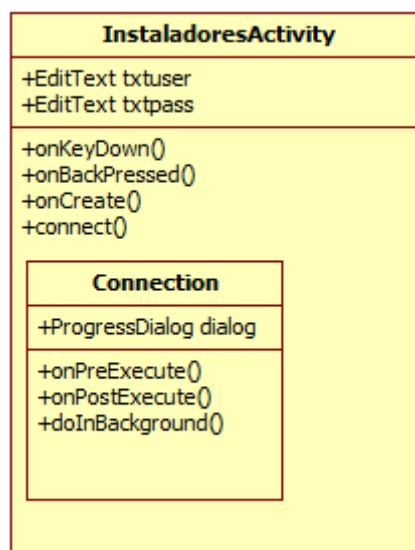 InstaladoresActivity
+EditText txtuser
+EditText txtpass
+onKeyDown()
+onBackPressed()
+onCreate()
+connect()
Connection
+ProgressDialog dialog
+onPreExecute()
+onPostExecute()
+doInBackground()